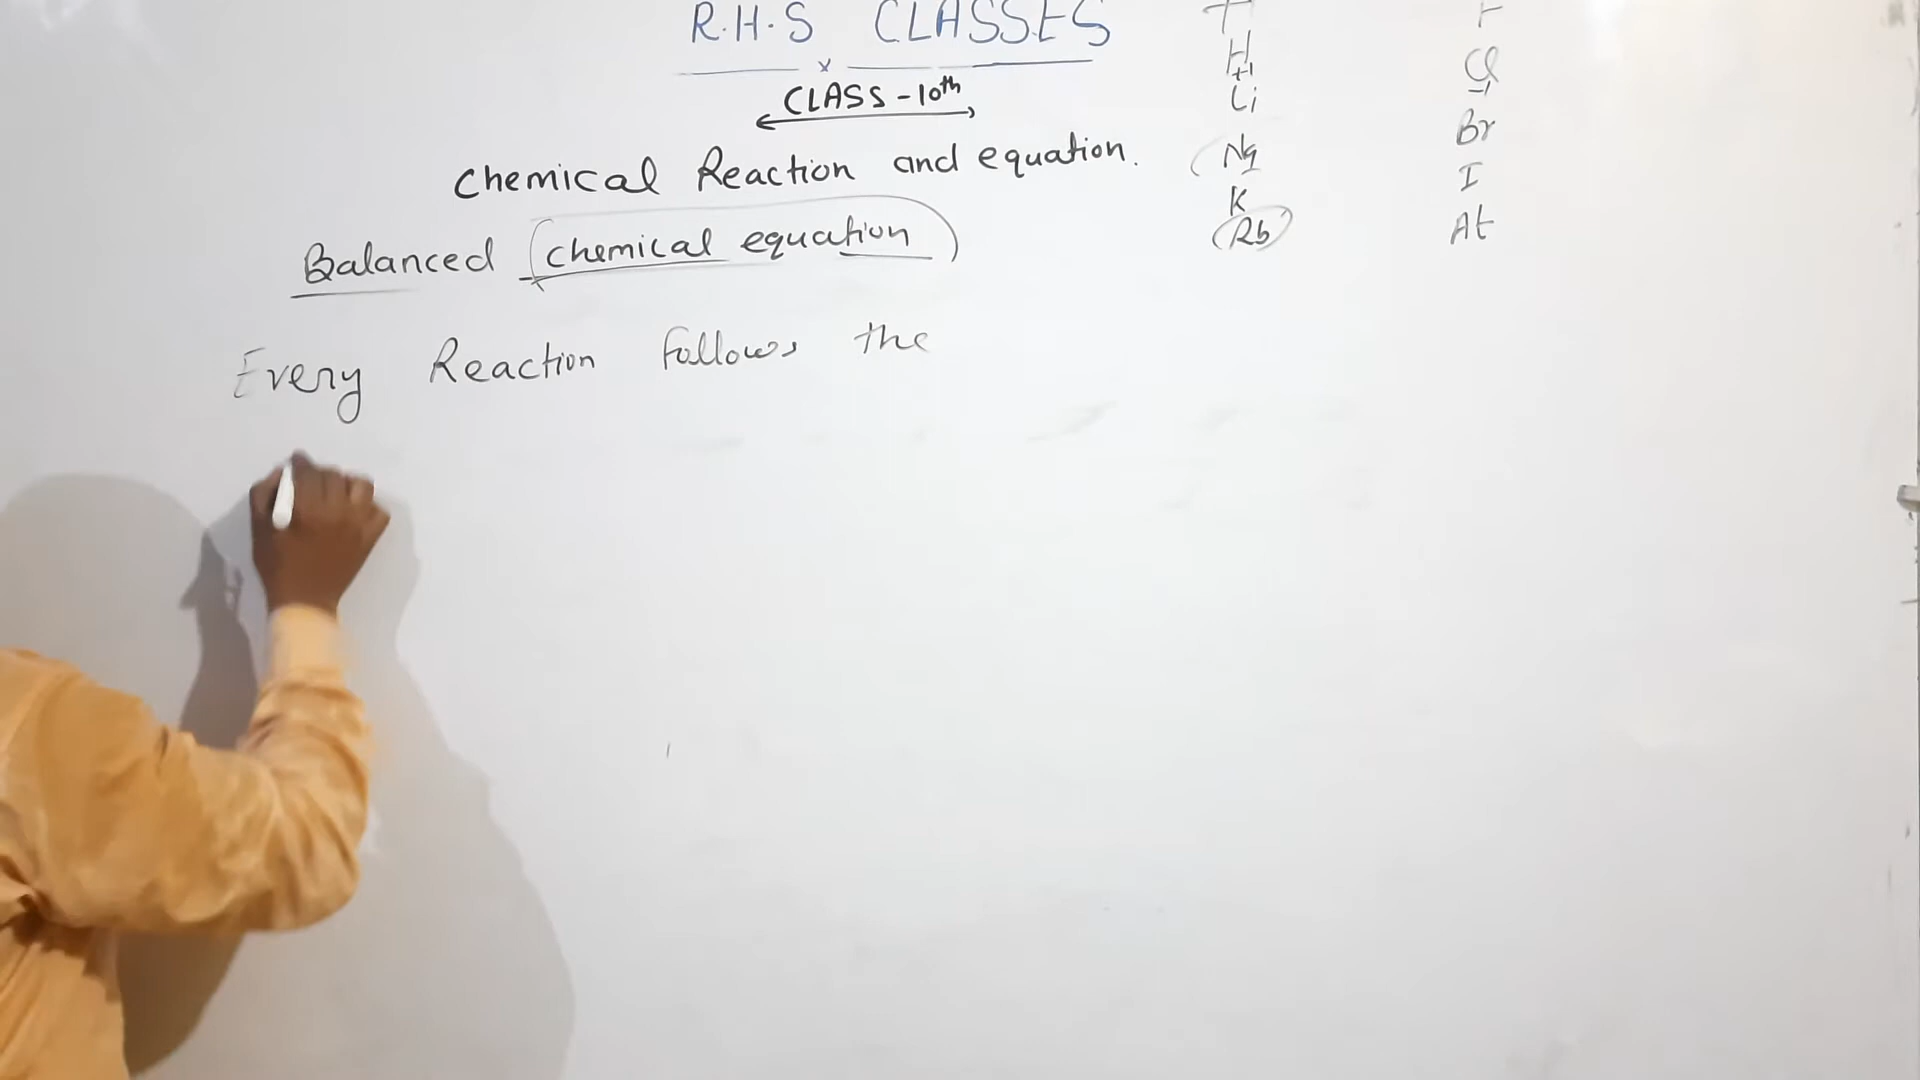 R.H.S CLASSES
x
CLASS-10th
Chemical Reaction and equation.
Balanced chemical equation
Every Reaction follows the
H
+1
Li
Na
K
Rb
Cl
-1
Br
I
At